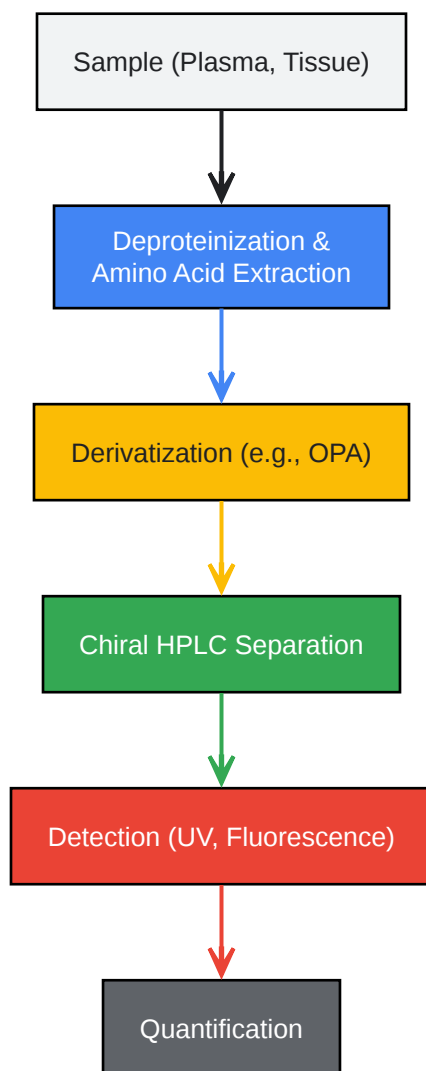 Sample (Plasma, Tissue)
Deproteinization &
Amino Acid Extraction
Derivatization (e.g., OPA)
Chiral HPLC Separation
Detection (UV, Fluorescence)
Quantification